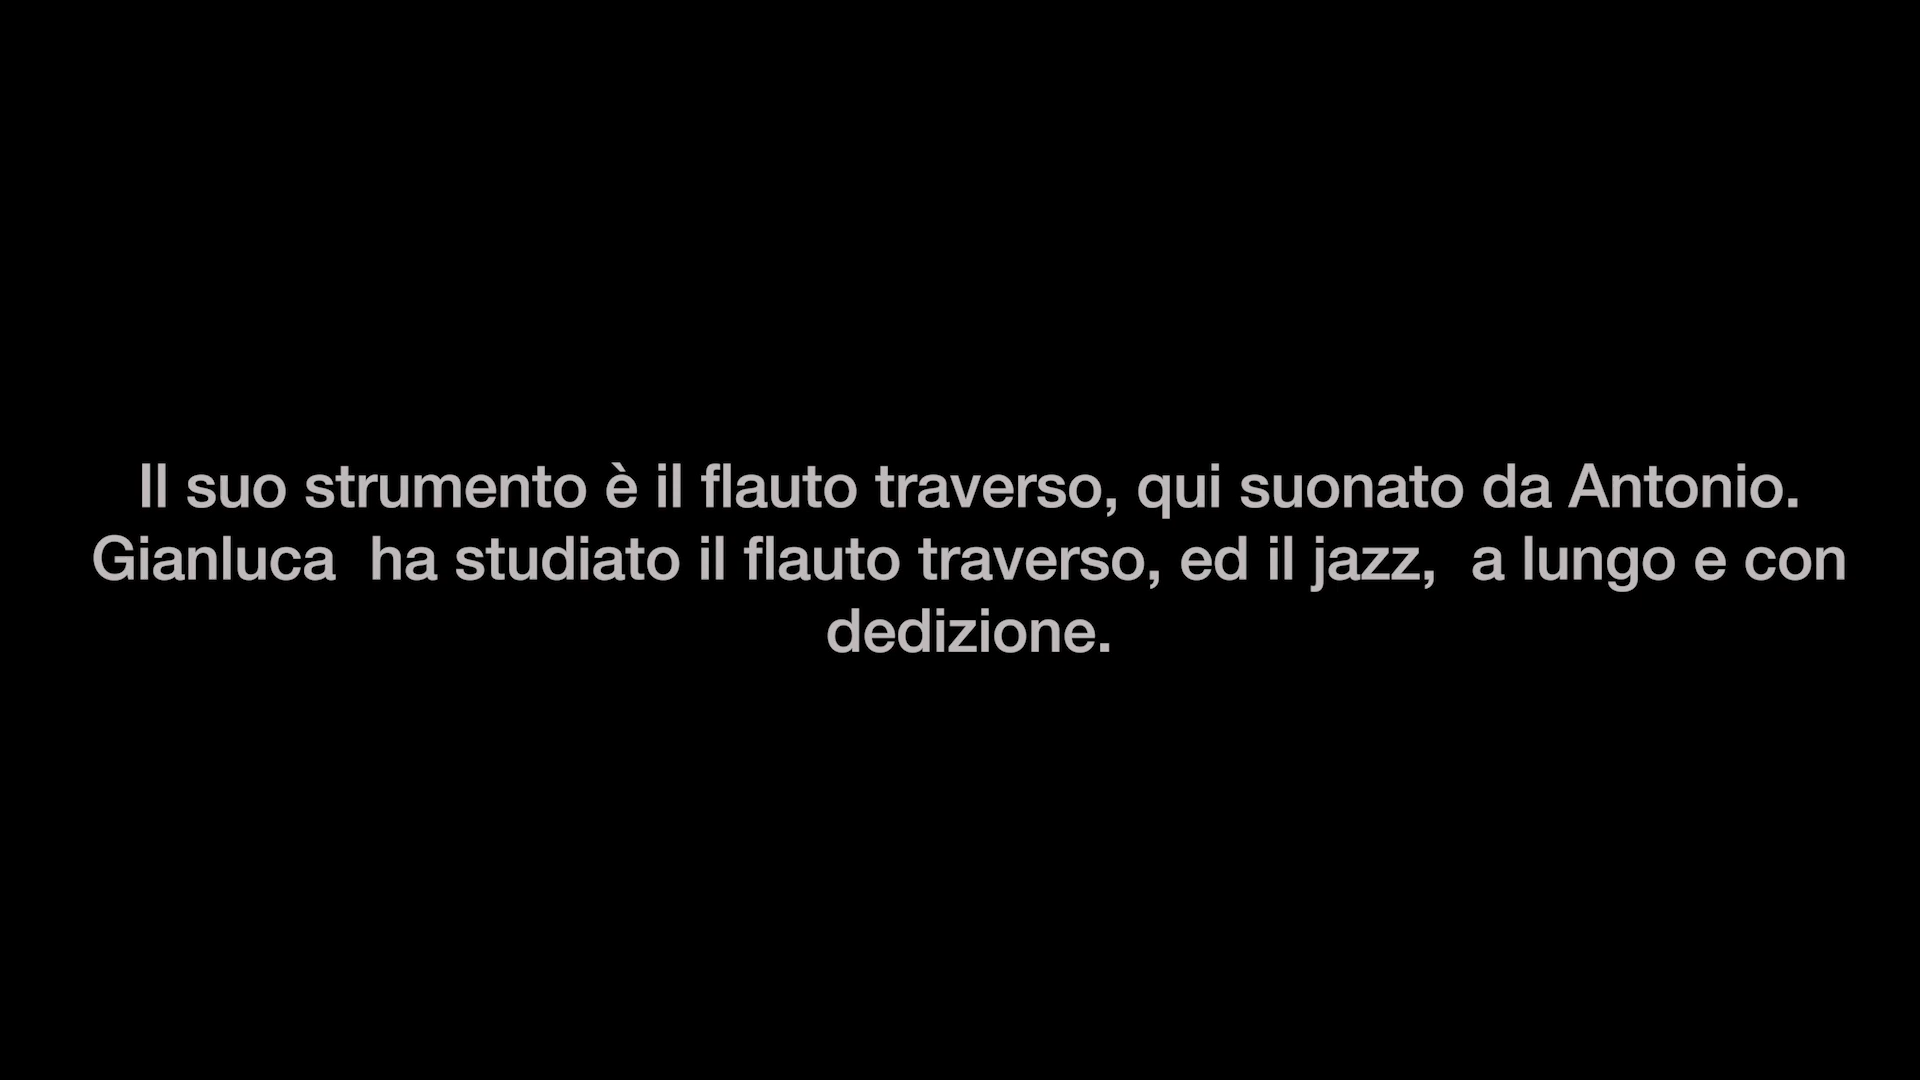 Il suo strumento è il flauto traverso, qui suonato da Antonio.
Gianluca  ha studiato il flauto traverso, ed il jazz,  a lungo e con
dedizione.